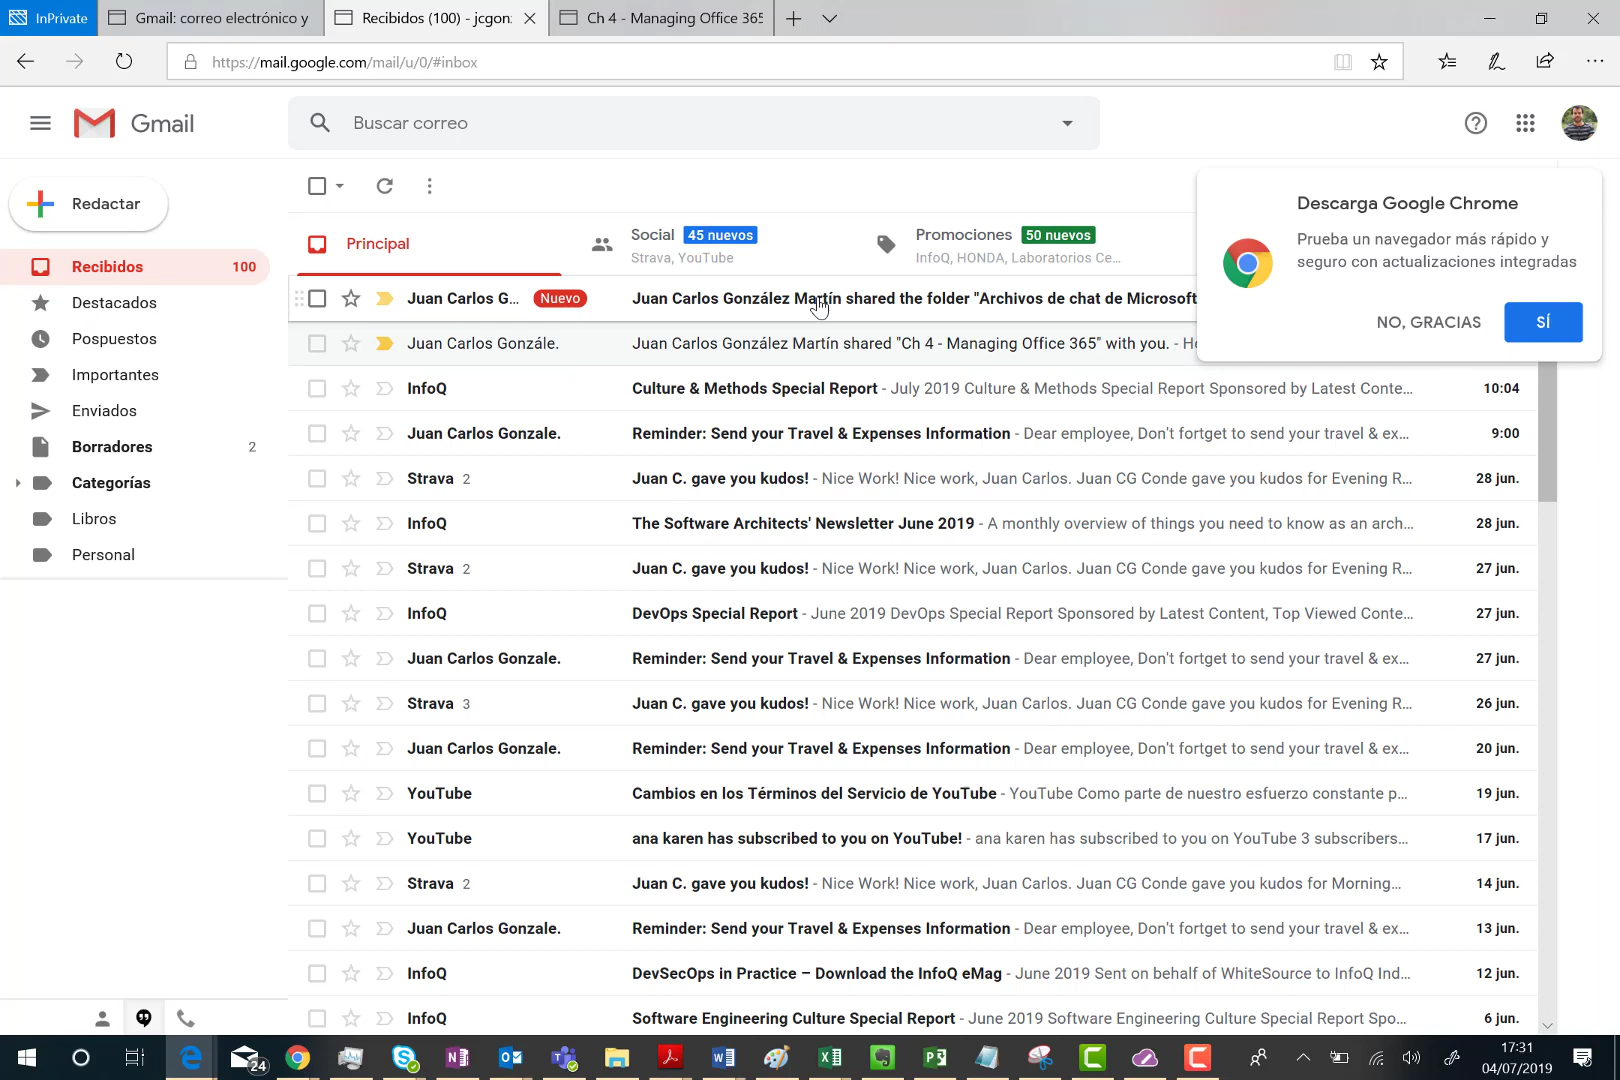 InPrivate
Gmail: correo electrónico y
Recibidos (100) - jcgon:
Ch 4 - Managing Office 365
https://mail.google.com/mail/u/0/#inbox
Gmail
Buscar correo
Redactar
Recibidos 100
Destacados
Pospuestos
Importantes
Enviados
Borradores 2
Categorías
Libros
Personal
Principal
Social 45 nuevos
Strava, YouTube
Promociones 50 nuevos
InfoQ, HONDA, Laboratorios Ce...
Descarga Google Chrome
Prueba un navegador más rápido y
seguro con actualizaciones integradas
NO, GRACIAS SÍ
Juan Carlos G... Nuevo Juan Carlos González Martín shared the folder "Archivos de chat de Microsoft
Juan Carlos Gonzále. Juan Carlos González Martín shared "Ch 4 - Managing Office 365" with you. - He
InfoQ Culture & Methods Special Report - July 2019 Culture & Methods Special Report Sponsored by Latest Conte... 10:04
Juan Carlos Gonzale. Reminder: Send your Travel & Expenses Information - Dear employee, Don't fortget to send your travel & ex... 9:00
Strava 2 Juan C. gave you kudos! - Nice Work! Nice work, Juan Carlos. Juan CG Conde gave you kudos for Evening R... 28 jun.
InfoQ The Software Architects' Newsletter June 2019 - A monthly overview of things you need to know as an arch... 28 jun.
Strava 2 Juan C. gave you kudos! - Nice Work! Nice work, Juan Carlos. Juan CG Conde gave you kudos for Evening R... 27 jun.
InfoQ DevOps Special Report - June 2019 DevOps Special Report Sponsored by Latest Content, Top Viewed Conte... 27 jun.
Juan Carlos Gonzale. Reminder: Send your Travel & Expenses Information - Dear employee, Don't fortget to send your travel & ex... 27 jun.
Strava 3 Juan C. gave you kudos! - Nice Work! Nice work, Juan Carlos. Juan CG Conde gave you kudos for Evening R... 26 jun.
Juan Carlos Gonzale. Reminder: Send your Travel & Expenses Information - Dear employee, Don't fortget to send your travel & ex... 20 jun.
YouTube Cambios en los Términos del Servicio de YouTube - YouTube Como parte de nuestro esfuerzo constante p... 19 jun.
YouTube ana karen has subscribed to you on YouTube! - ana karen has subscribed to you on YouTube 3 subscribers... 17 jun.
Strava 2 Juan C. gave you kudos! - Nice Work! Nice work, Juan Carlos. Juan CG Conde gave you kudos for Morning... 14 jun.
Juan Carlos Gonzale. Reminder: Send your Travel & Expenses Information - Dear employee, Don't fortget to send your travel & ex... 13 jun.
InfoQ DevSecOps in Practice – Download the InfoQ eMag - June 2019 Sent on behalf of WhiteSource to InfoQ Ind... 12 jun.
InfoQ Software Engineering Culture Special Report - June 2019 Software Engineering Culture Special Report Spo... 6 jun.
24
17:31
04/07/2019